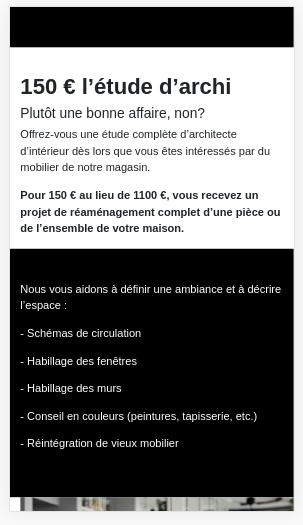 150 € l’étude d’archi
Plutôt une bonne affaire, non?
Offrez-vous une étude complète d’architecte
d’intérieur dès lors que vous êtes intéressés par du
mobilier de notre magasin.
Pour 150 € au lieu de 1100 €, vous recevez un
projet de réaménagement complet d’une pièce ou
de l’ensemble de votre maison.
Nous vous aidons à définir une ambiance et à décrire
l’espace :
- Schémas de circulation
- Habillage des fenêtres
- Habillage des murs
- Conseil en couleurs (peintures, tapisserie, etc.)
- Réintégration de vieux mobilier